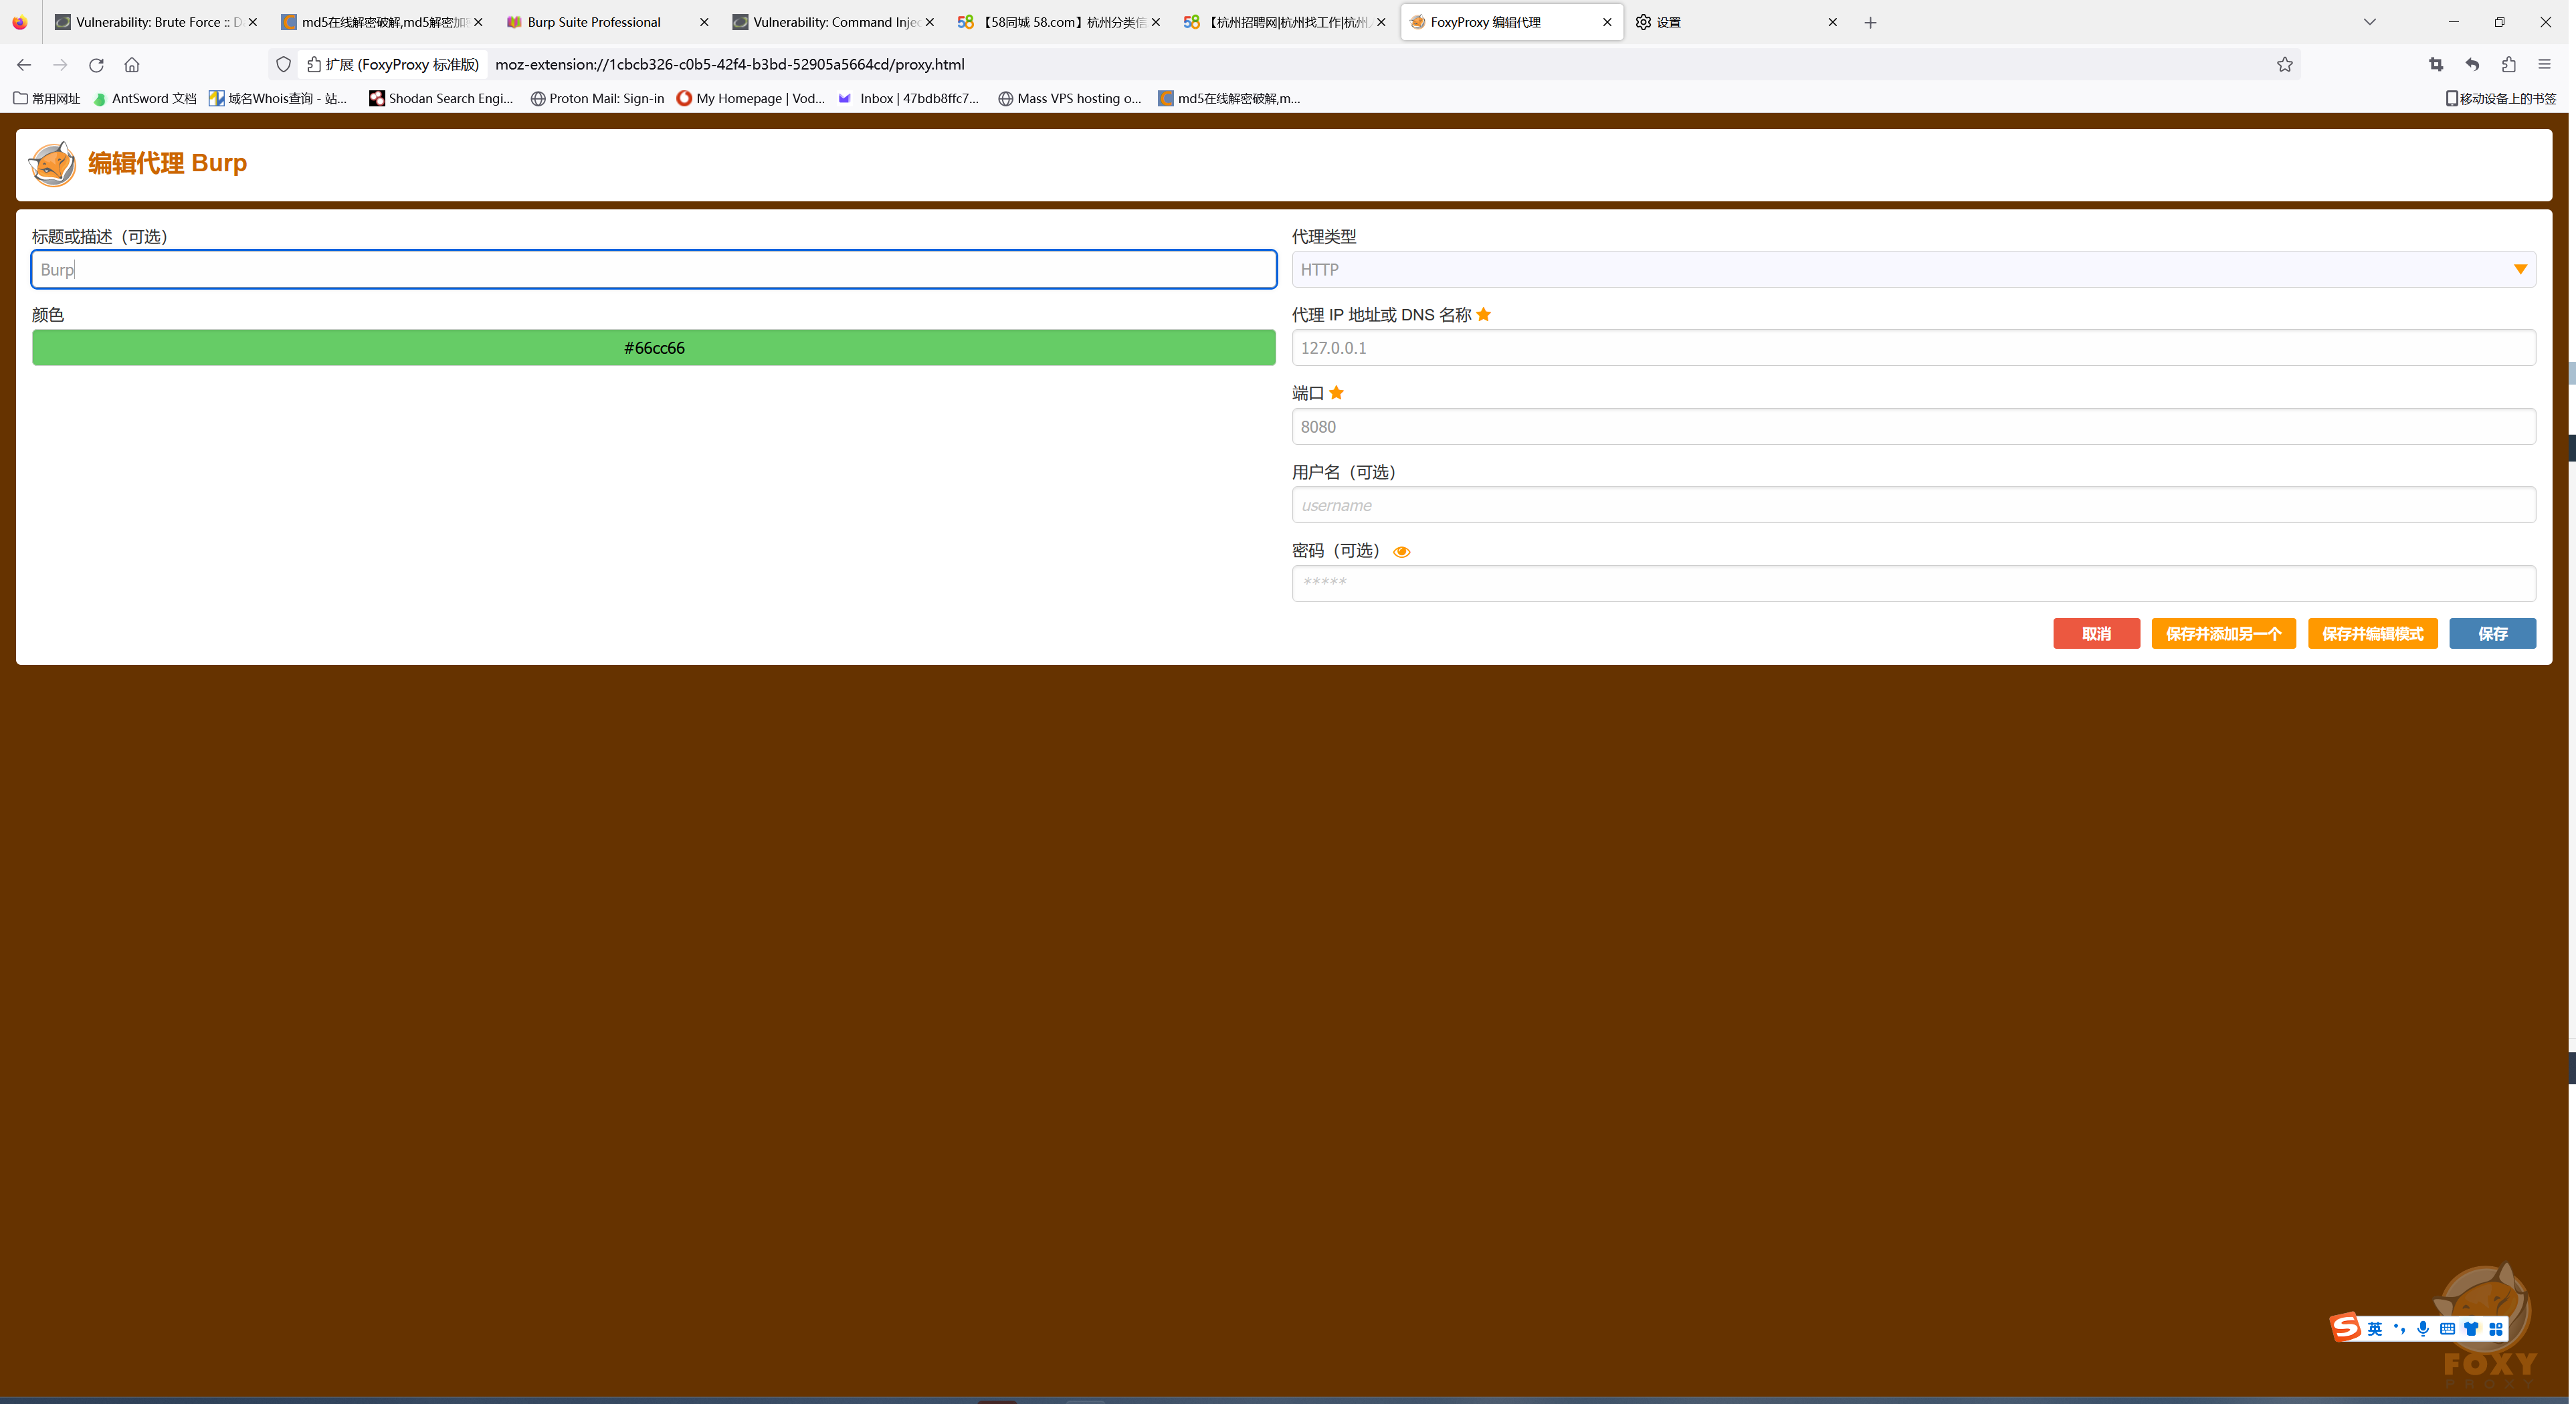 Vulnerability: Brute Force :: D
md5在线解密破解,md5解密加
Burp Suite Professional
Vulnerability: Command Injec
58 【58同城 58.com】杭州分类信
58 【杭州招聘网|杭州找工作|杭州
FoxyProxy 编辑代理
设置
扩展 (FoxyProxy 标准版)
moz-extension://1cbcb326-c0b5-42f4-b3bd-52905a5664cd/proxy.html
常用网址
AntSword 文档
域名Whois查询 - 站...
Shodan Search Engi...
Proton Mail: Sign-in
My Homepage | Vod...
Inbox | 47bdb8ffc7...
Mass VPS hosting o...
md5在线解密破解,m...
移动设备上的书签
编辑代理 Burp
标题或描述（可选）
Burp
颜色
#66cc66
代理类型
HTTP
代理 IP 地址或 DNS 名称
127.0.0.1
端口
8080
用户名（可选）
username
密码（可选）
*****
取消
保存并添加另一个
保存并编辑模式
保存
英
FOXY
PROXY